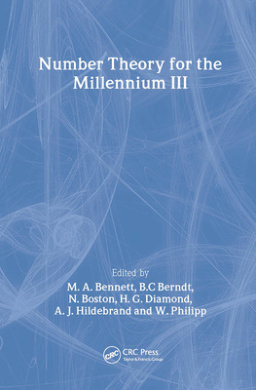 Number Theory for the
Millennium III
Edited by
M. A. Bennett, B.C Berndt,
N. Boston, H. G. Diamond,
A. J. Hildebrand and W. Philipp
CRC
CRC Press
Taylor & Francis Group